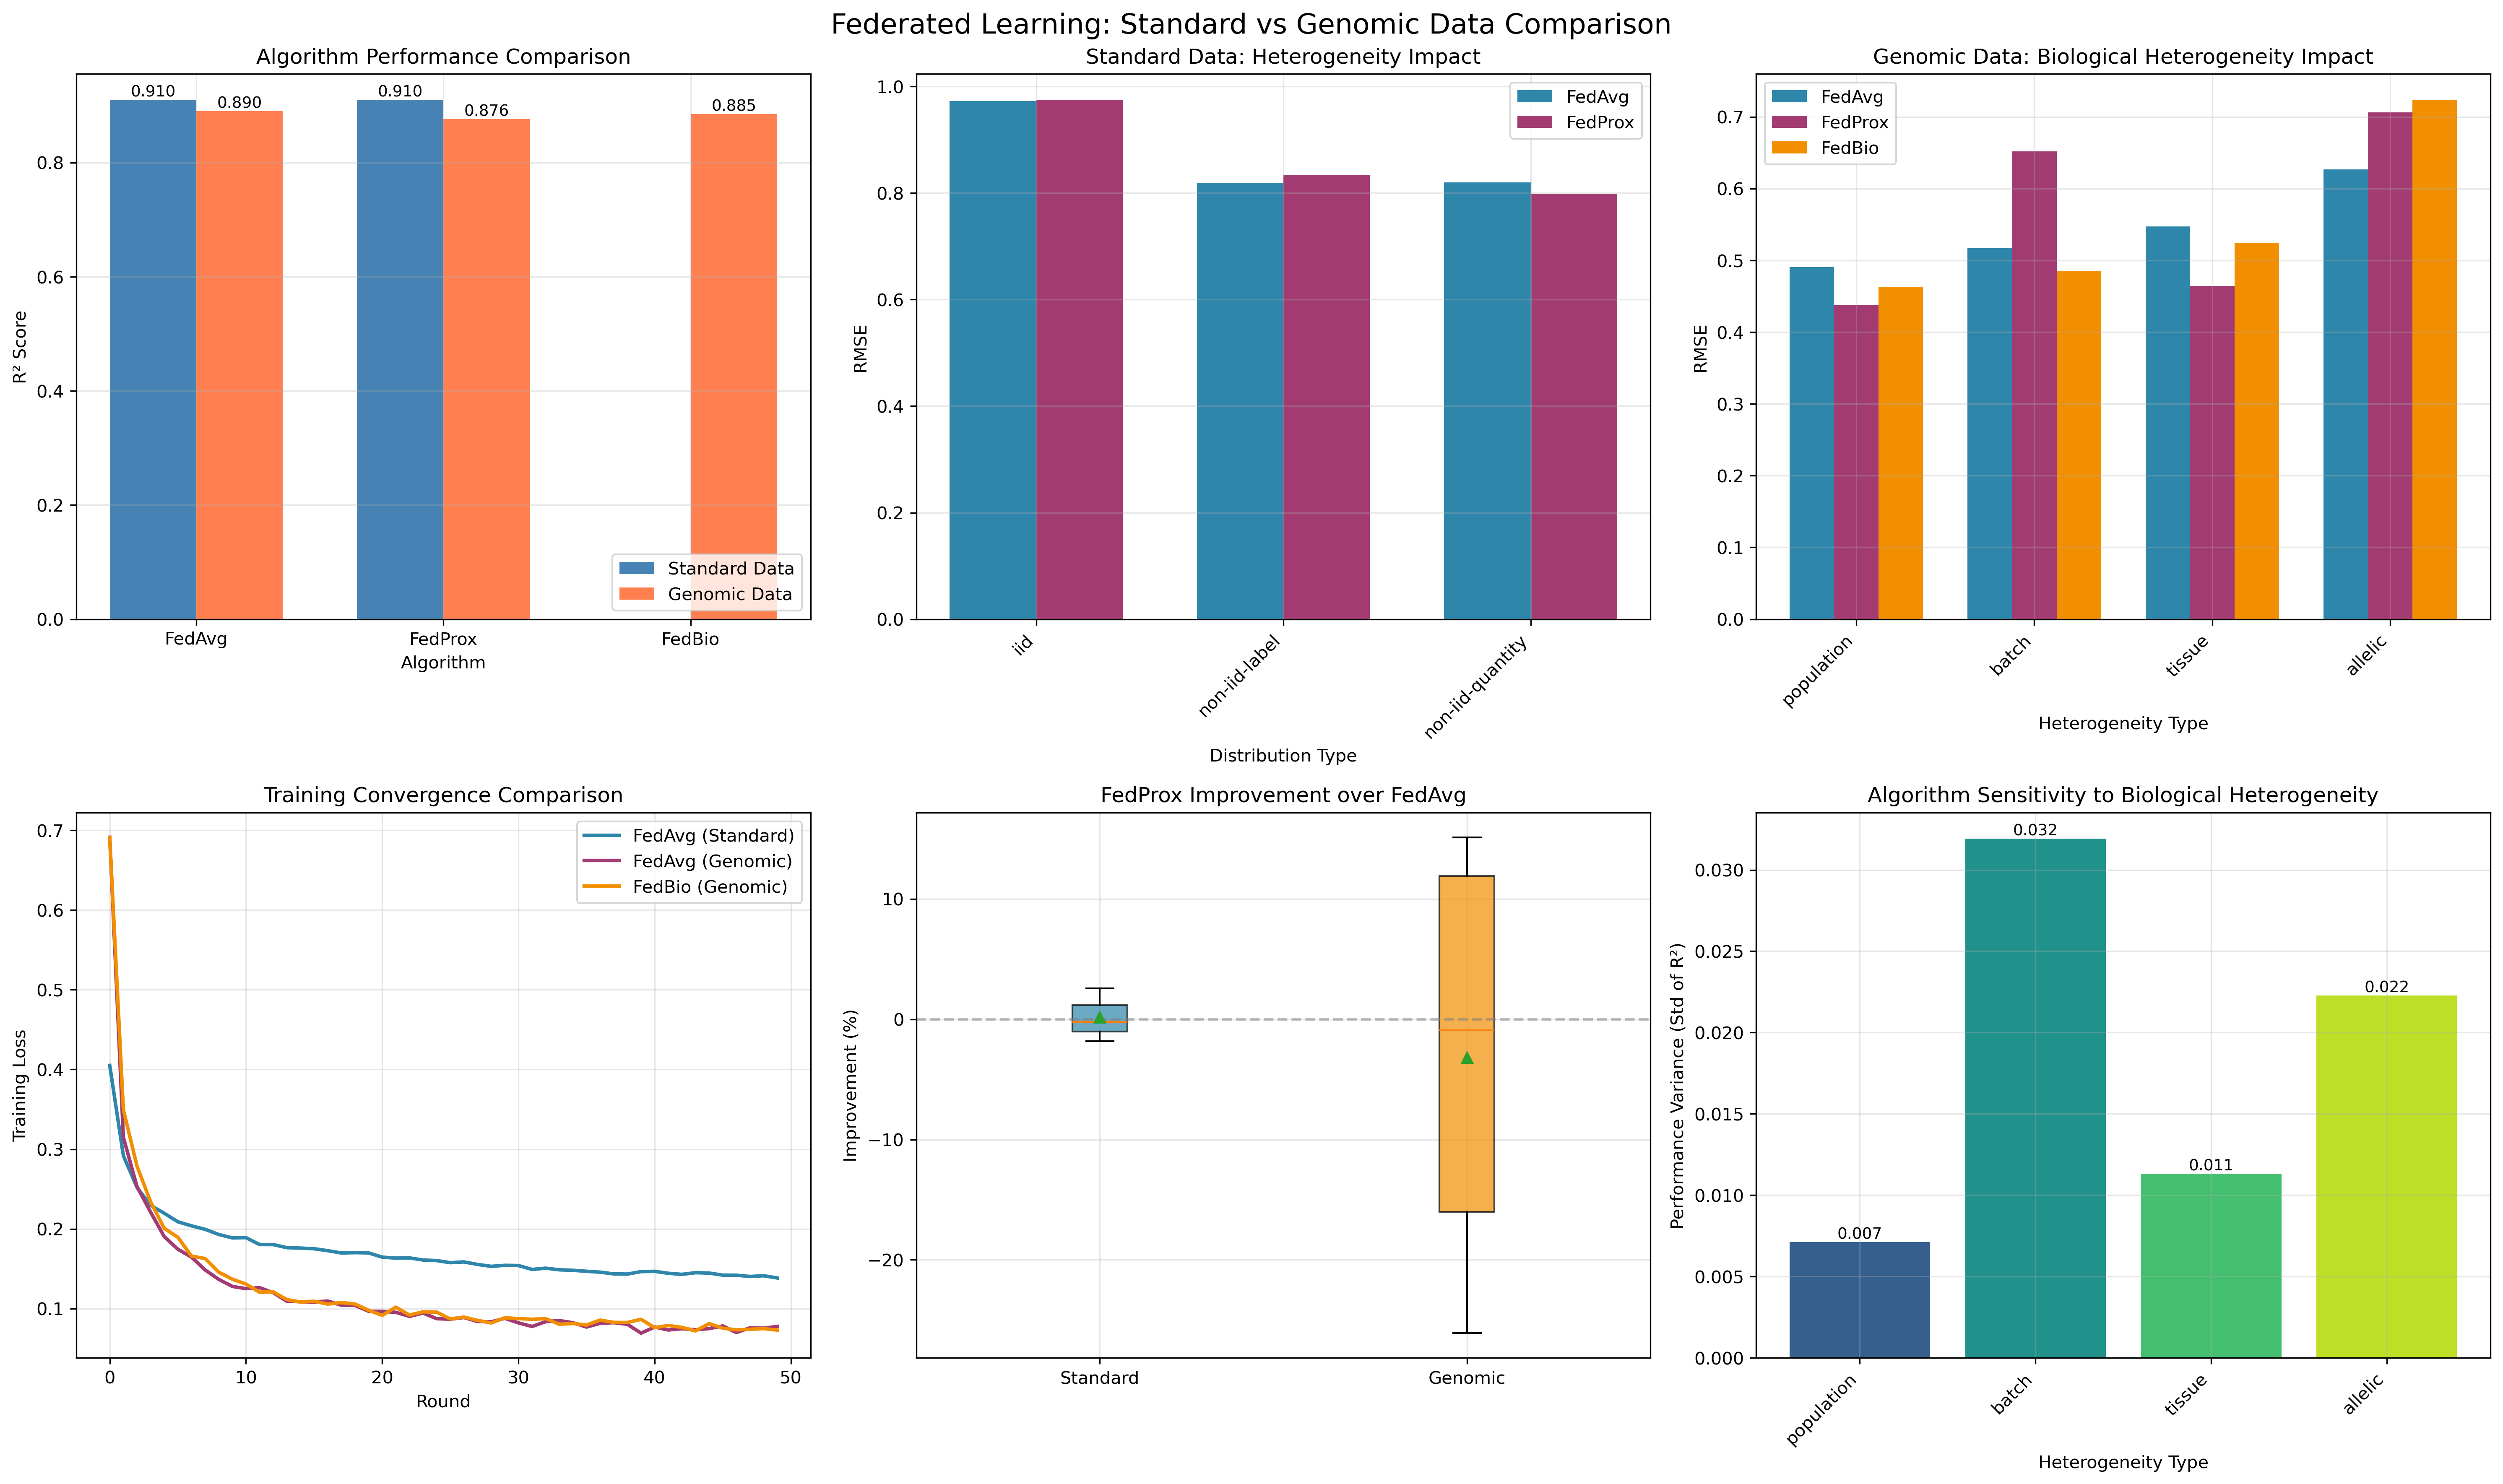 Federated Learning: Standard vs Genomic Data Comparison
Algorithm Performance Comparison
R² Score
0.8
0.6
0.4
0.2
0.0
0.910
0.890
0.910
0.876
0.885
Standard Data
Genomic Data
FedAvg
FedProx
FedBio
Algorithm
Standard Data: Heterogeneity Impact
RMSE
1.0
0.8
0.6
0.4
0.2
0.0
FedAvg
FedProx
iid
non-iid-label
non-iid-quantity
Distribution Type
Genomic Data: Biological Heterogeneity Impact
RMSE
0.7
0.6
0.5
0.4
0.3
0.2
0.1
0.0
FedAvg
FedProx
FedBio
population
batch
tissue
allelic
Heterogeneity Type
Training Convergence Comparison
Training Loss
0.7
0.6
0.5
0.4
0.3
0.2
0.1
FedAvg (Standard)
FedAvg (Genomic)
FedBio (Genomic)
0
10
20
30
40
50
Round
FedProx Improvement over FedAvg
Improvement (%)
10
0
−10
−20
Standard
Genomic
Algorithm Sensitivity to Biological Heterogeneity
Performance Variance (Std of R²)
0.030
0.025
0.020
0.015
0.010
0.005
0.000
0.007
0.032
0.011
0.022
population
batch
tissue
allelic
Heterogeneity Type